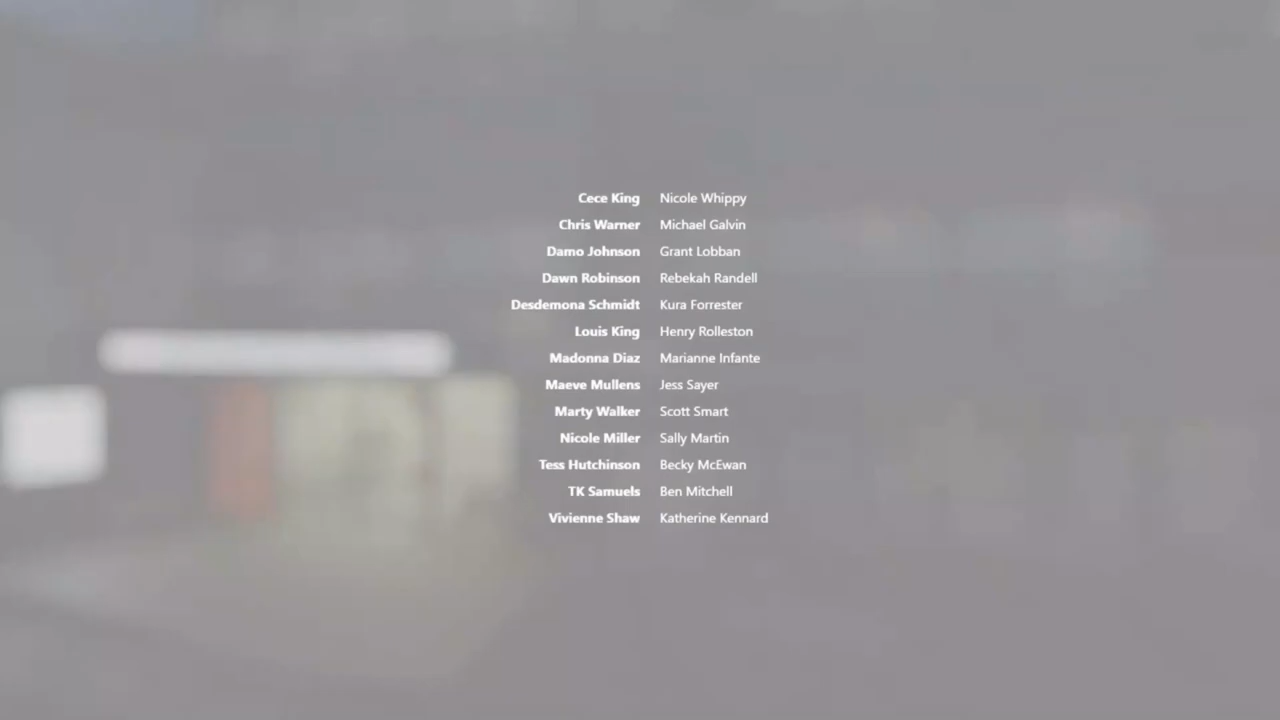 Cece King Nicole Whippy
Chris Warner Michael Galvin
Damo Johnson Grant Lobban
Dawn Robinson Rebekah Randell
Desdemona Schmidt Kura Forrester
Louis King Henry Rolleston
Madonna Diaz Marianne Infante
Maeve Mullens Jess Sayer
Marty Walker Scott Smart
Nicole Miller Sally Martin
Tess Hutchinson Becky McEwan
TK Samuels Ben Mitchell
Vivienne Shaw Katherine Kennard